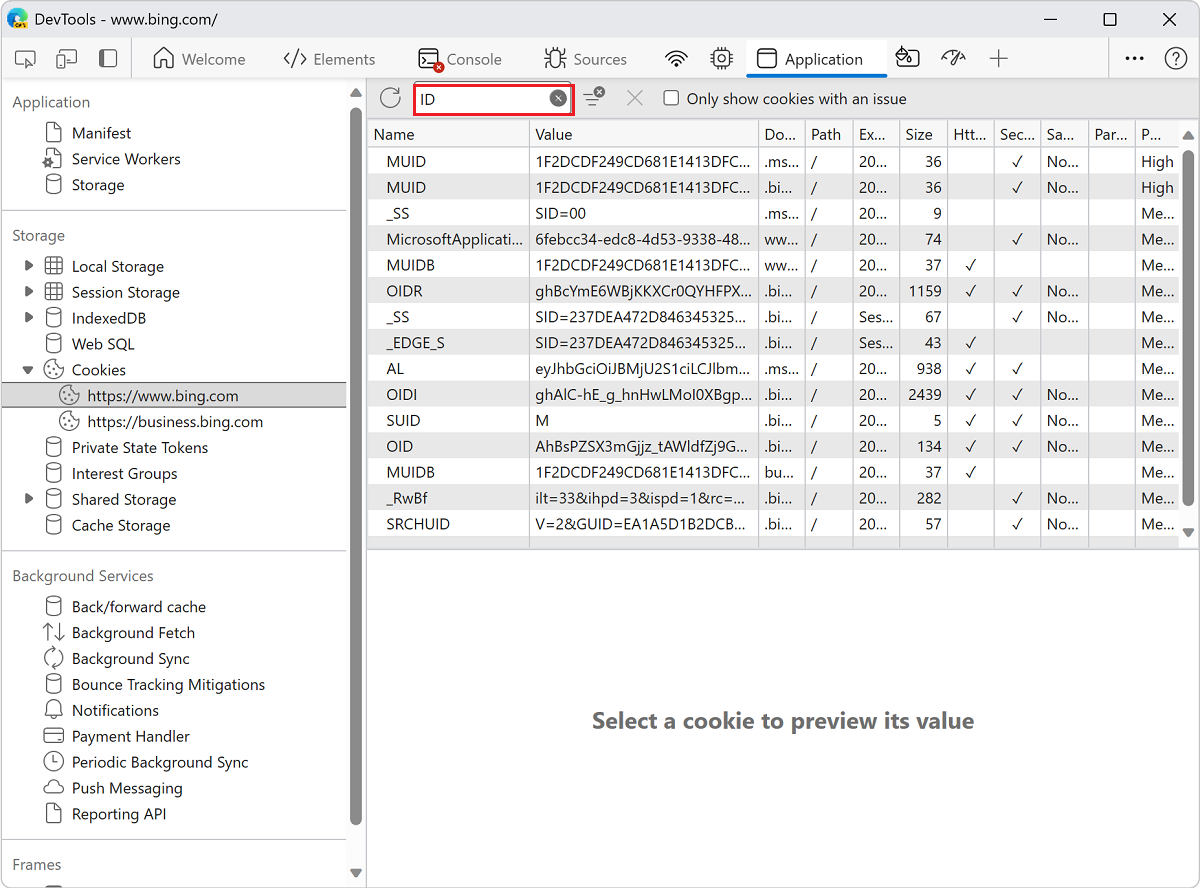 DevTools - www.bing.com/
Welcome Elements Console Sources Application
Application
Manifest
Service Workers
Storage
Storage
Local Storage
Session Storage
IndexedDB
Web SQL
Cookies
https://www.bing.com
https://business.bing.com
Private State Tokens
Interest Groups
Shared Storage
Cache Storage
Background Services
Back/forward cache
Background Fetch
Background Sync
Bounce Tracking Mitigations
Notifications
Payment Handler
Periodic Background Sync
Push Messaging
Reporting API
Frames
ID Only show cookies with an issue
Name Value Do... Path Ex... Size Htt... Sec... Sa... Par... P...
MUID 1F2DCDF249CD681E1413DFC... .ms... / 20... 36 ✓ No... High
MUID 1F2DCDF249CD681E1413DFC... .bi... / 20... 36 ✓ No... High
_SS SID=00 .ms... / 20... 9 Me...
MicrosoftApplicati... 6febcc34-edc8-4d53-9338-48... ww... / 20... 74 ✓ No... Me...
MUIDB 1F2DCDF249CD681E1413DFC... ww... / 20... 37 ✓ Me...
OIDR ghBcYmE6WBjKKXCr0QYHFPX... .bi... / 20... 1159 ✓ ✓ No... Me...
_SS SID=237DEA472D846345325... .bi... / Ses... 67 ✓ No... Me...
_EDGE_S SID=237DEA472D846345325... .bi... / Ses... 43 ✓ Me...
AL eyJhbGciOiJBMjU2S1ciLCJlbm... .ms... / 20... 938 ✓ ✓ Me...
OIDI ghAlC-hE_g_hnHwLMoI0XBgp... .bi... / 20... 2439 ✓ ✓ No... Me...
SUID M .bi... / 20... 5 ✓ ✓ No... Me...
OID AhBsPZSX3mGjjz_tAWldfZj9G... .bi... / 20... 134 ✓ ✓ No... Me...
MUIDB 1F2DCDF249CD681E1413DFC... bu... / 20... 37 ✓ Me...
_RwBf ilt=33&ihpd=3&ispd=1&rc=... .bi... / 20... 282 ✓ No... Me...
SRCHUID V=2&GUID=EA1A5D1B2DCB... .bi... / 20... 57 ✓ No... Me...
Select a cookie to preview its value